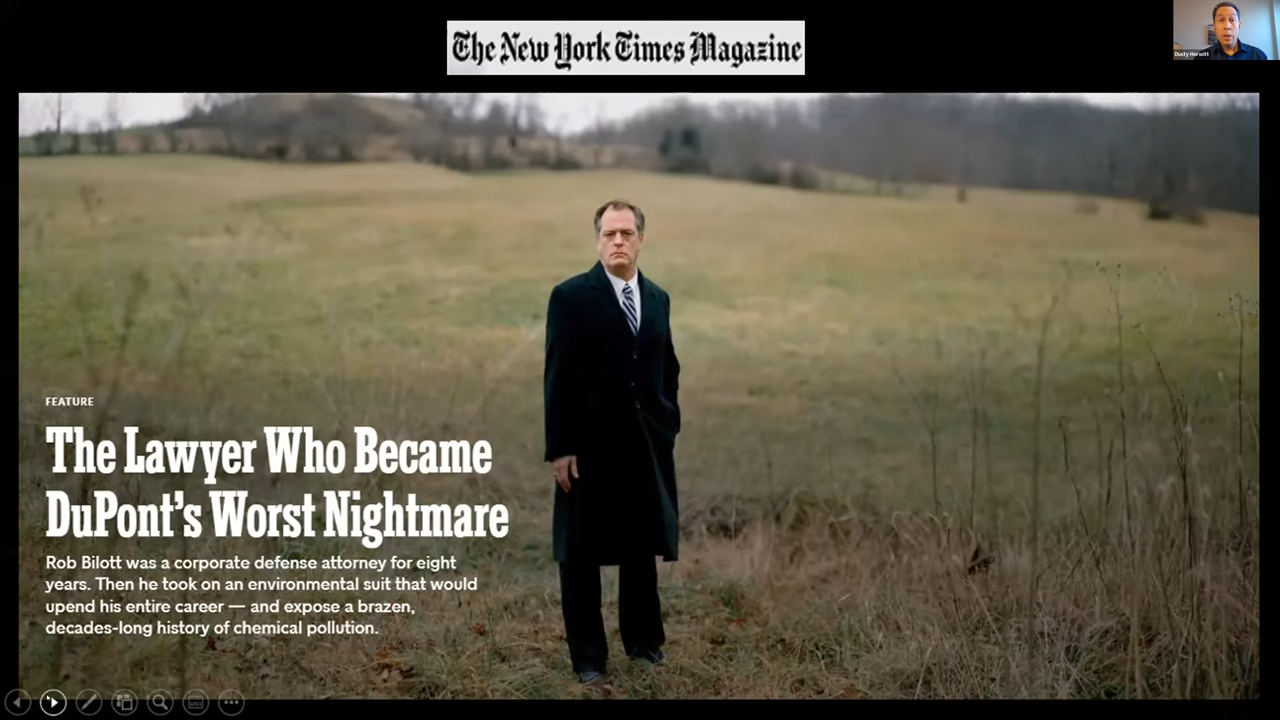 The New York Times Magazine
Dusty Horwitt
FEATURE
The Lawyer Who Became
DuPont's Worst Nightmare
Rob Bilott was a corporate defense attorney for eight
years. Then he took on an environmental suit that would
upend his entire career — and expose a brazen,
decades-long history of chemical pollution.